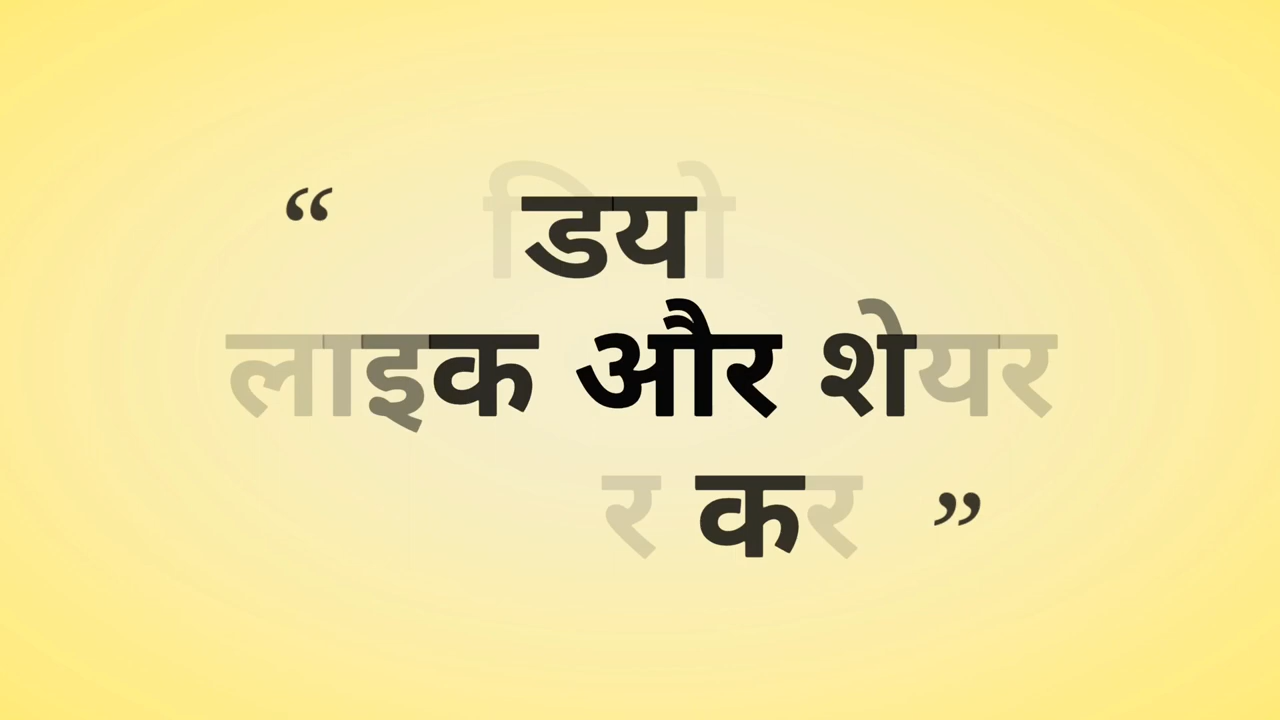 “ डियो
लाइक और शेयर
र कर ”